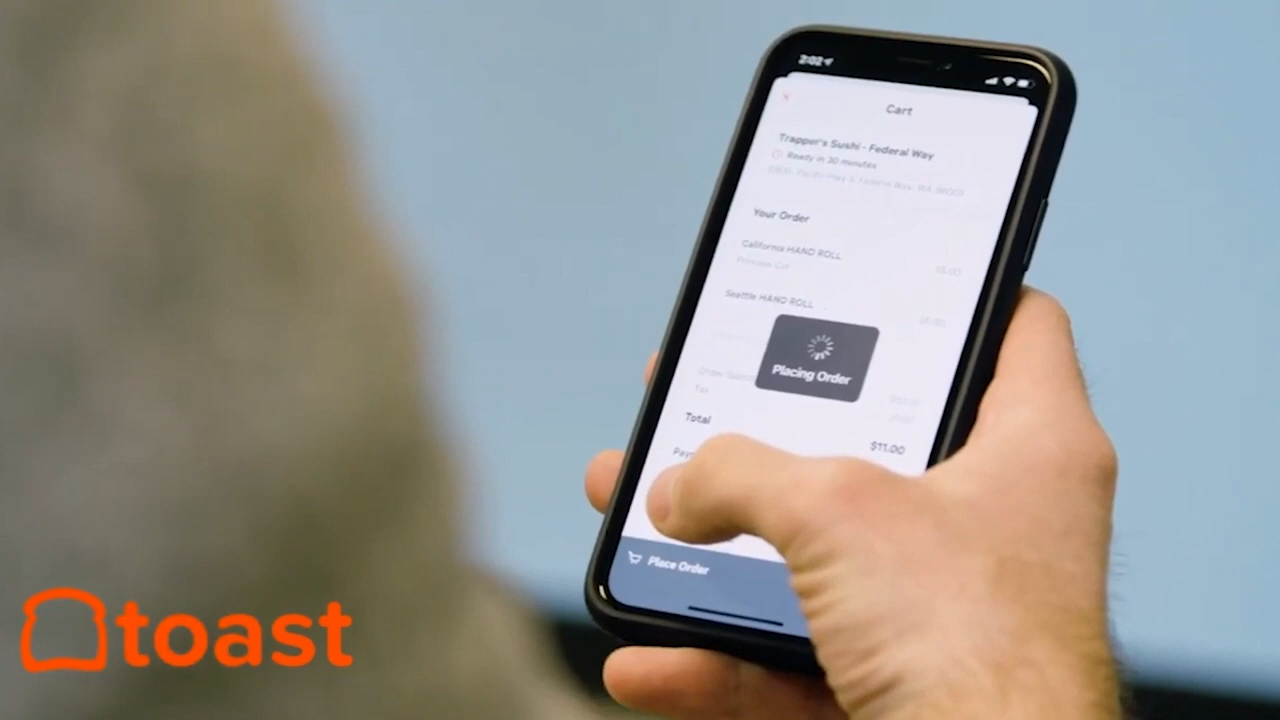 2:02
Cart
Trapper's Sushi - Federal Way
Ready in 30 minutes
Your Order
California HAND ROLL
Seattle HAND ROLL
Placing Order
Tax
Total
$11.00
Place Order
toast